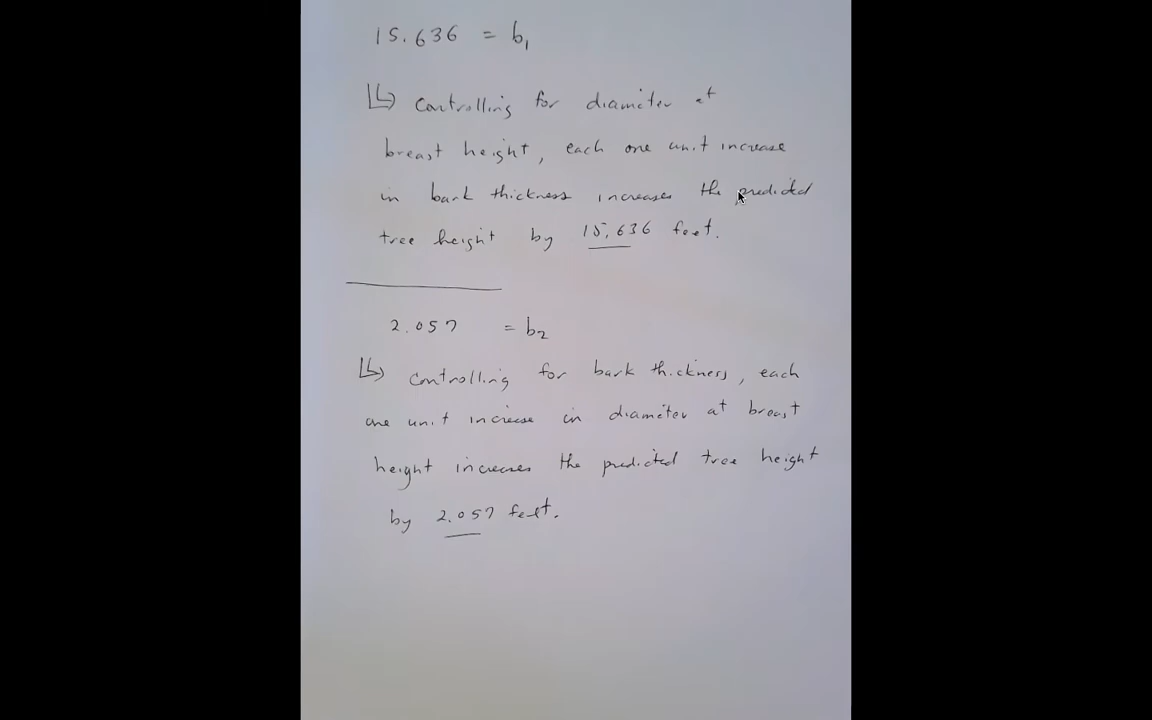 15.636 = b1
↳ Controlling for diameter at
breast height, each one unit increase
in bark thickness increases the predicted
tree height by 15.636 feet.
2.057 = b2
↳ controlling for bark thickness, each
one unit increase in diameter at breast
height increases the predicted tree height
by 2.057 feet.